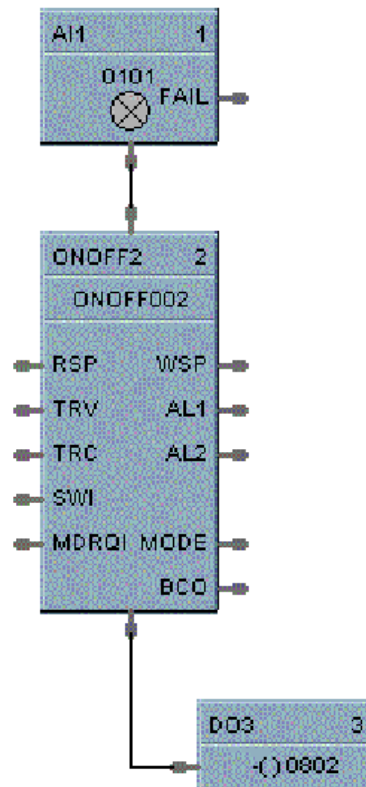 AI1 1
0101
FAIL
ONOFF2 2
ONOFF002
RSP WSP
TRV AL1
TRC AL2
SWI
MDRQI MODE
BCO
DO3 3
-( )0802